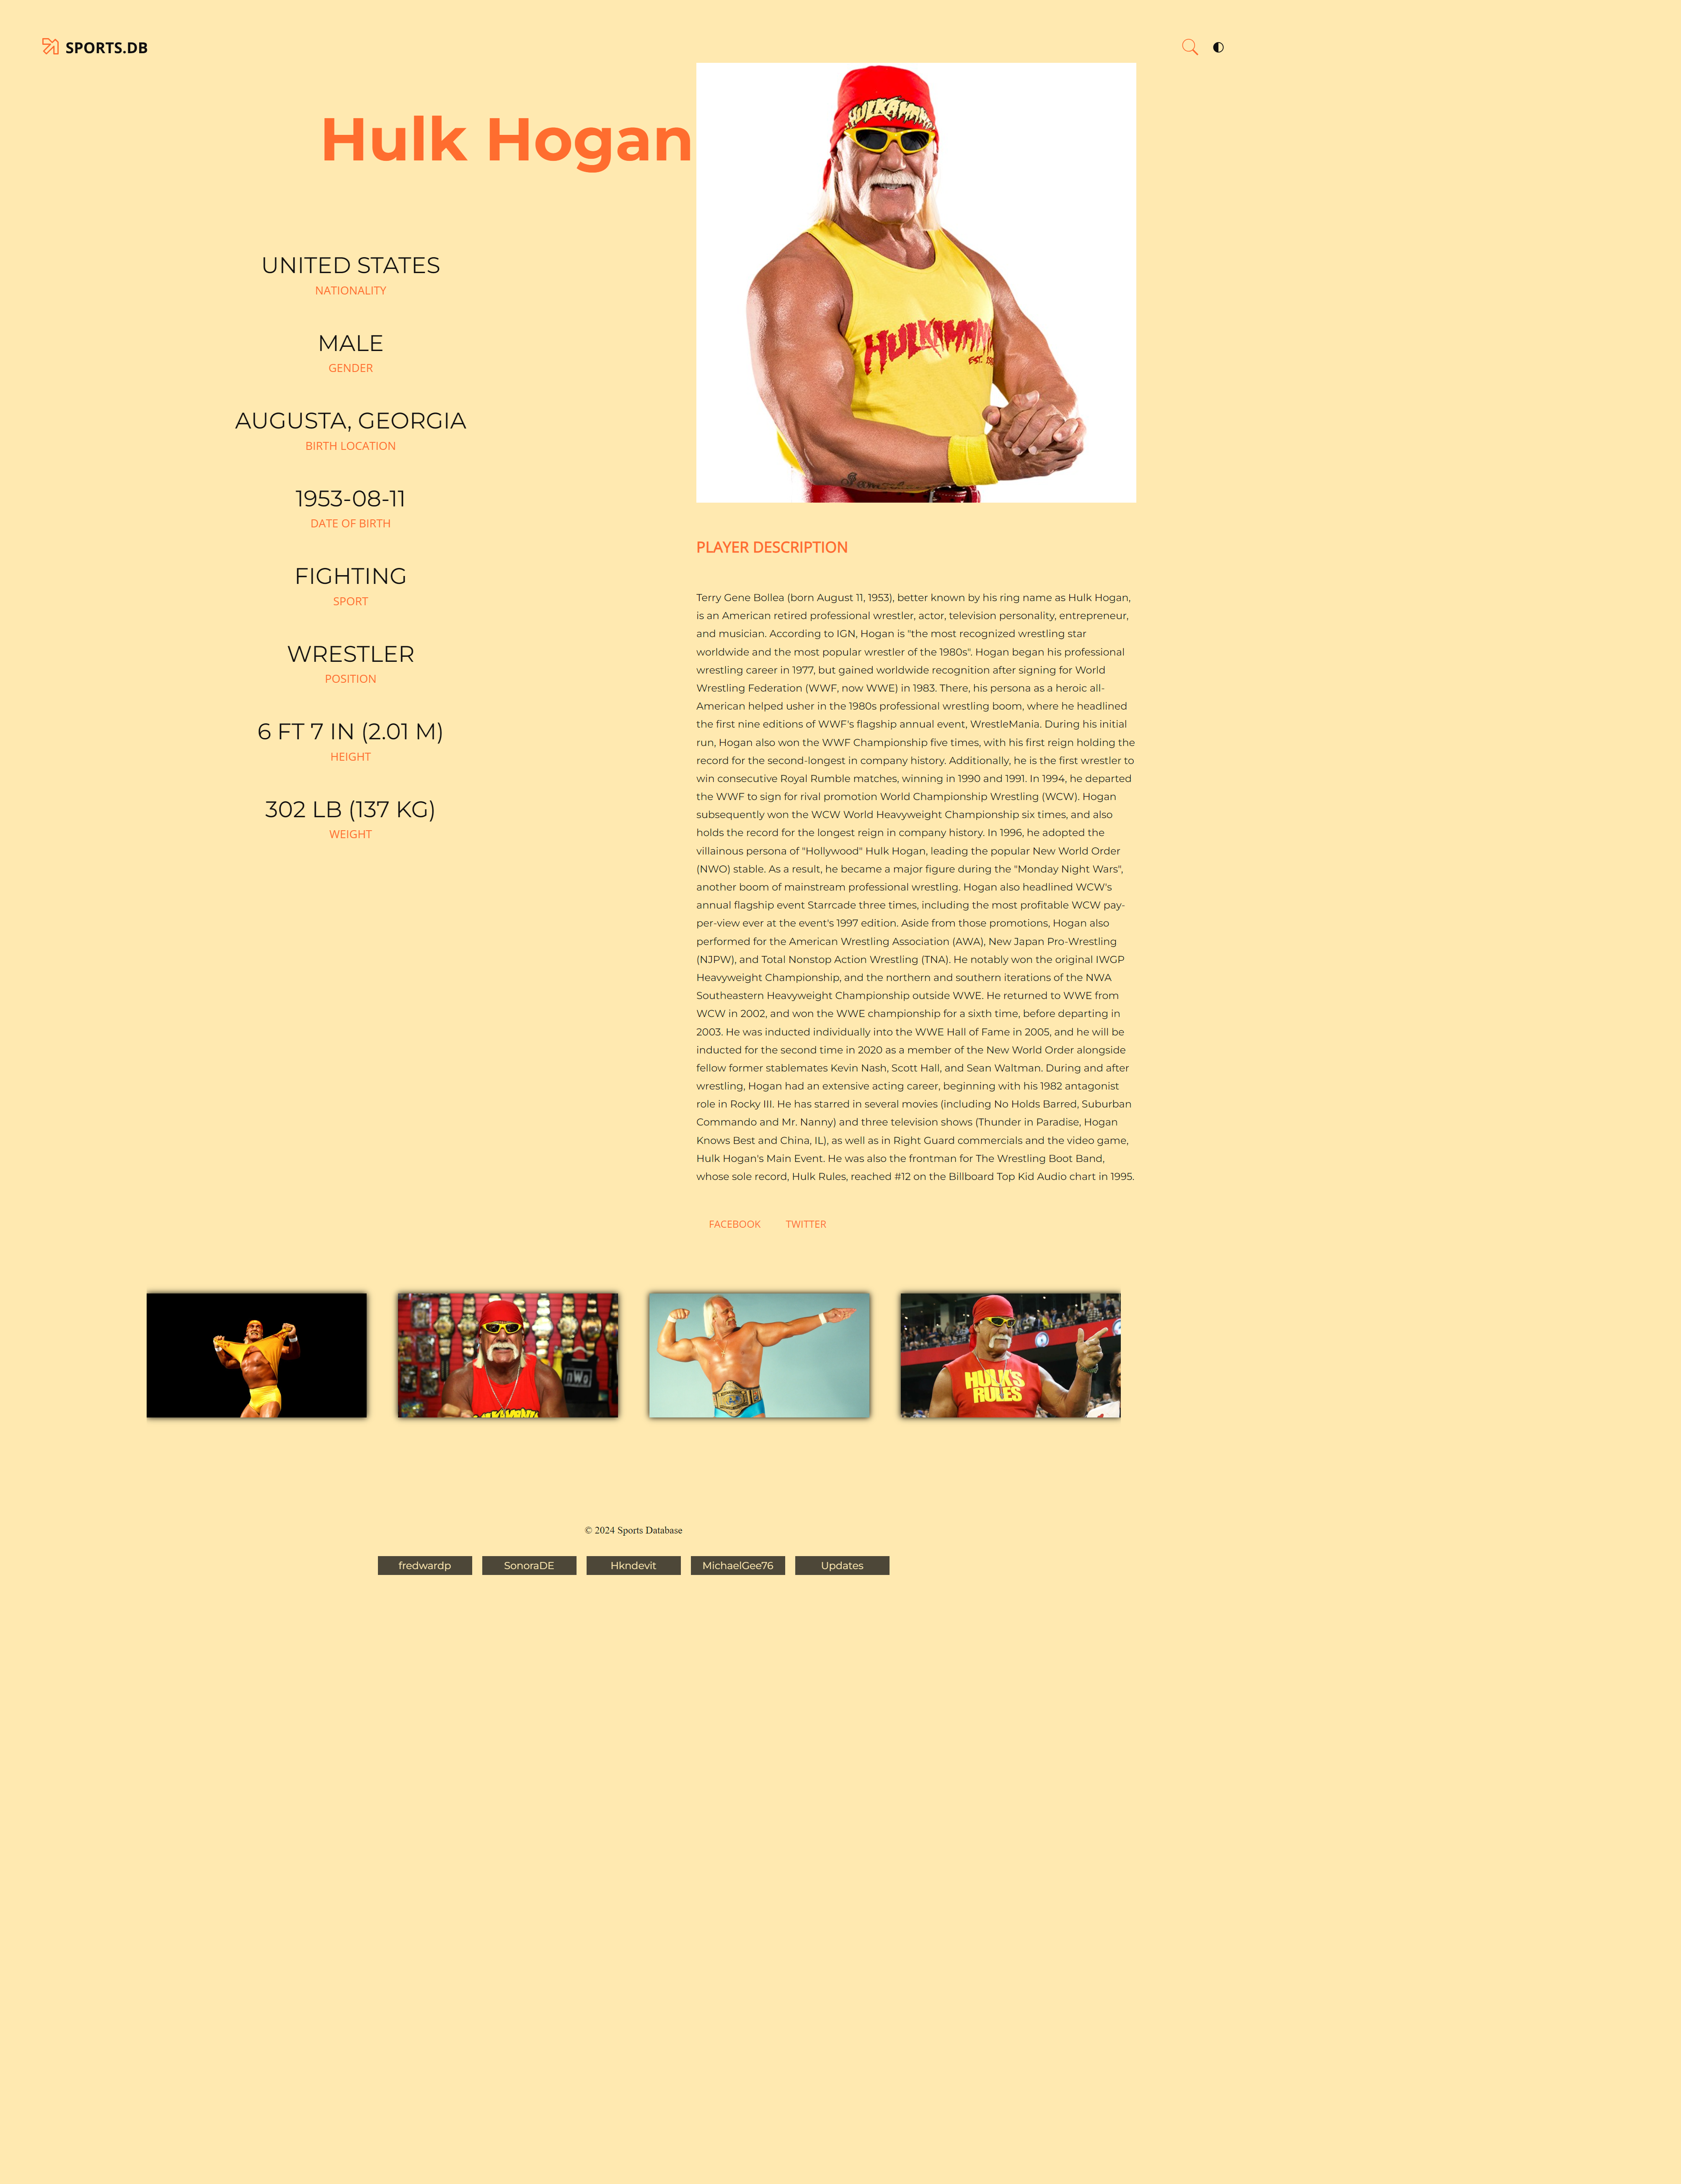 SPORTS.DB
Hulk Hogan
HULKAMANIA
HULKAMANIA
EST.
UNITED STATES
NATIONALITY
MALE
GENDER
AUGUSTA, GEORGIA
BIRTH LOCATION
1953-08-11
DATE OF BIRTH
FIGHTING
SPORT
WRESTLER
POSITION
6 FT 7 IN (2.01 M)
HEIGHT
302 LB (137 KG)
WEIGHT
PLAYER DESCRIPTION
Terry Gene Bollea (born August 11, 1953), better known by his ring name as Hulk Hogan,
is an American retired professional wrestler, actor, television personality, entrepreneur,
and musician. According to IGN, Hogan is "the most recognized wrestling star
worldwide and the most popular wrestler of the 1980s". Hogan began his professional
wrestling career in 1977, but gained worldwide recognition after signing for World
Wrestling Federation (WWF, now WWE) in 1983. There, his persona as a heroic all-
American helped usher in the 1980s professional wrestling boom, where he headlined
the first nine editions of WWF's flagship annual event, WrestleMania. During his initial
run, Hogan also won the WWF Championship five times, with his first reign holding the
record for the second-longest in company history. Additionally, he is the first wrestler to
win consecutive Royal Rumble matches, winning in 1990 and 1991. In 1994, he departed
the WWF to sign for rival promotion World Championship Wrestling (WCW). Hogan
subsequently won the WCW World Heavyweight Championship six times, and also
holds the record for the longest reign in company history. In 1996, he adopted the
villainous persona of "Hollywood" Hulk Hogan, leading the popular New World Order
(NWO) stable. As a result, he became a major figure during the "Monday Night Wars",
another boom of mainstream professional wrestling. Hogan also headlined WCW's
annual flagship event Starrcade three times, including the most profitable WCW pay-
per-view ever at the event's 1997 edition. Aside from those promotions, Hogan also
performed for the American Wrestling Association (AWA), New Japan Pro-Wrestling
(NJPW), and Total Nonstop Action Wrestling (TNA). He notably won the original IWGP
Heavyweight Championship, and the northern and southern iterations of the NWA
Southeastern Heavyweight Championship outside WWE. He returned to WWE from
WCW in 2002, and won the WWE championship for a sixth time, before departing in
2003. He was inducted individually into the WWE Hall of Fame in 2005, and he will be
inducted for the second time in 2020 as a member of the New World Order alongside
fellow former stablemates Kevin Nash, Scott Hall, and Sean Waltman. During and after
wrestling, Hogan had an extensive acting career, beginning with his 1982 antagonist
role in Rocky III. He has starred in several movies (including No Holds Barred, Suburban
Commando and Mr. Nanny) and three television shows (Thunder in Paradise, Hogan
Knows Best and China, IL), as well as in Right Guard commercials and the video game,
Hulk Hogan's Main Event. He was also the frontman for The Wrestling Boot Band,
whose sole record, Hulk Rules, reached #12 on the Billboard Top Kid Audio chart in 1995.
FACEBOOK TWITTER
nWo
HULKAMANIA
HULK'S
RULES
© 2024 Sports Database
fredwardp SonoraDE Hkndevit MichaelGee76 Updates